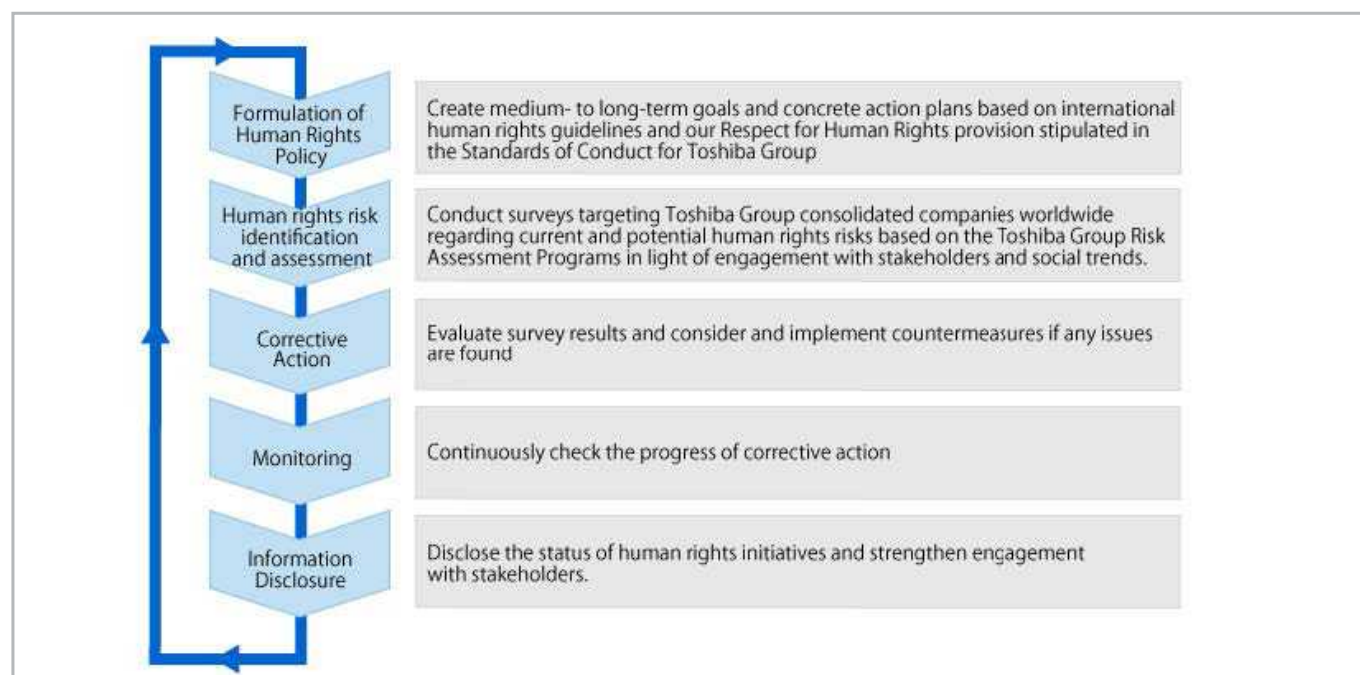 Formulation of
Human Rights
Policy
Create medium- to long-term goals and concrete action plans based on international
human rights guidelines and our Respect for Human Rights provision stipulated in
the Standards of Conduct for Toshiba Group
Human rights risk
identification
and assessment
Conduct surveys targeting Toshiba Group consolidated companies worldwide
regarding current and potential human rights risks based on the Toshiba Group Risk
Assessment Programs in light of engagement with stakeholders and social trends.
Corrective
Action
Evaluate survey results and consider and implement countermeasures if any issues
are found
Monitoring
Continuously check the progress of corrective action
Information
Disclosure
Disclose the status of human rights initiatives and strengthen engagement
with stakeholders.